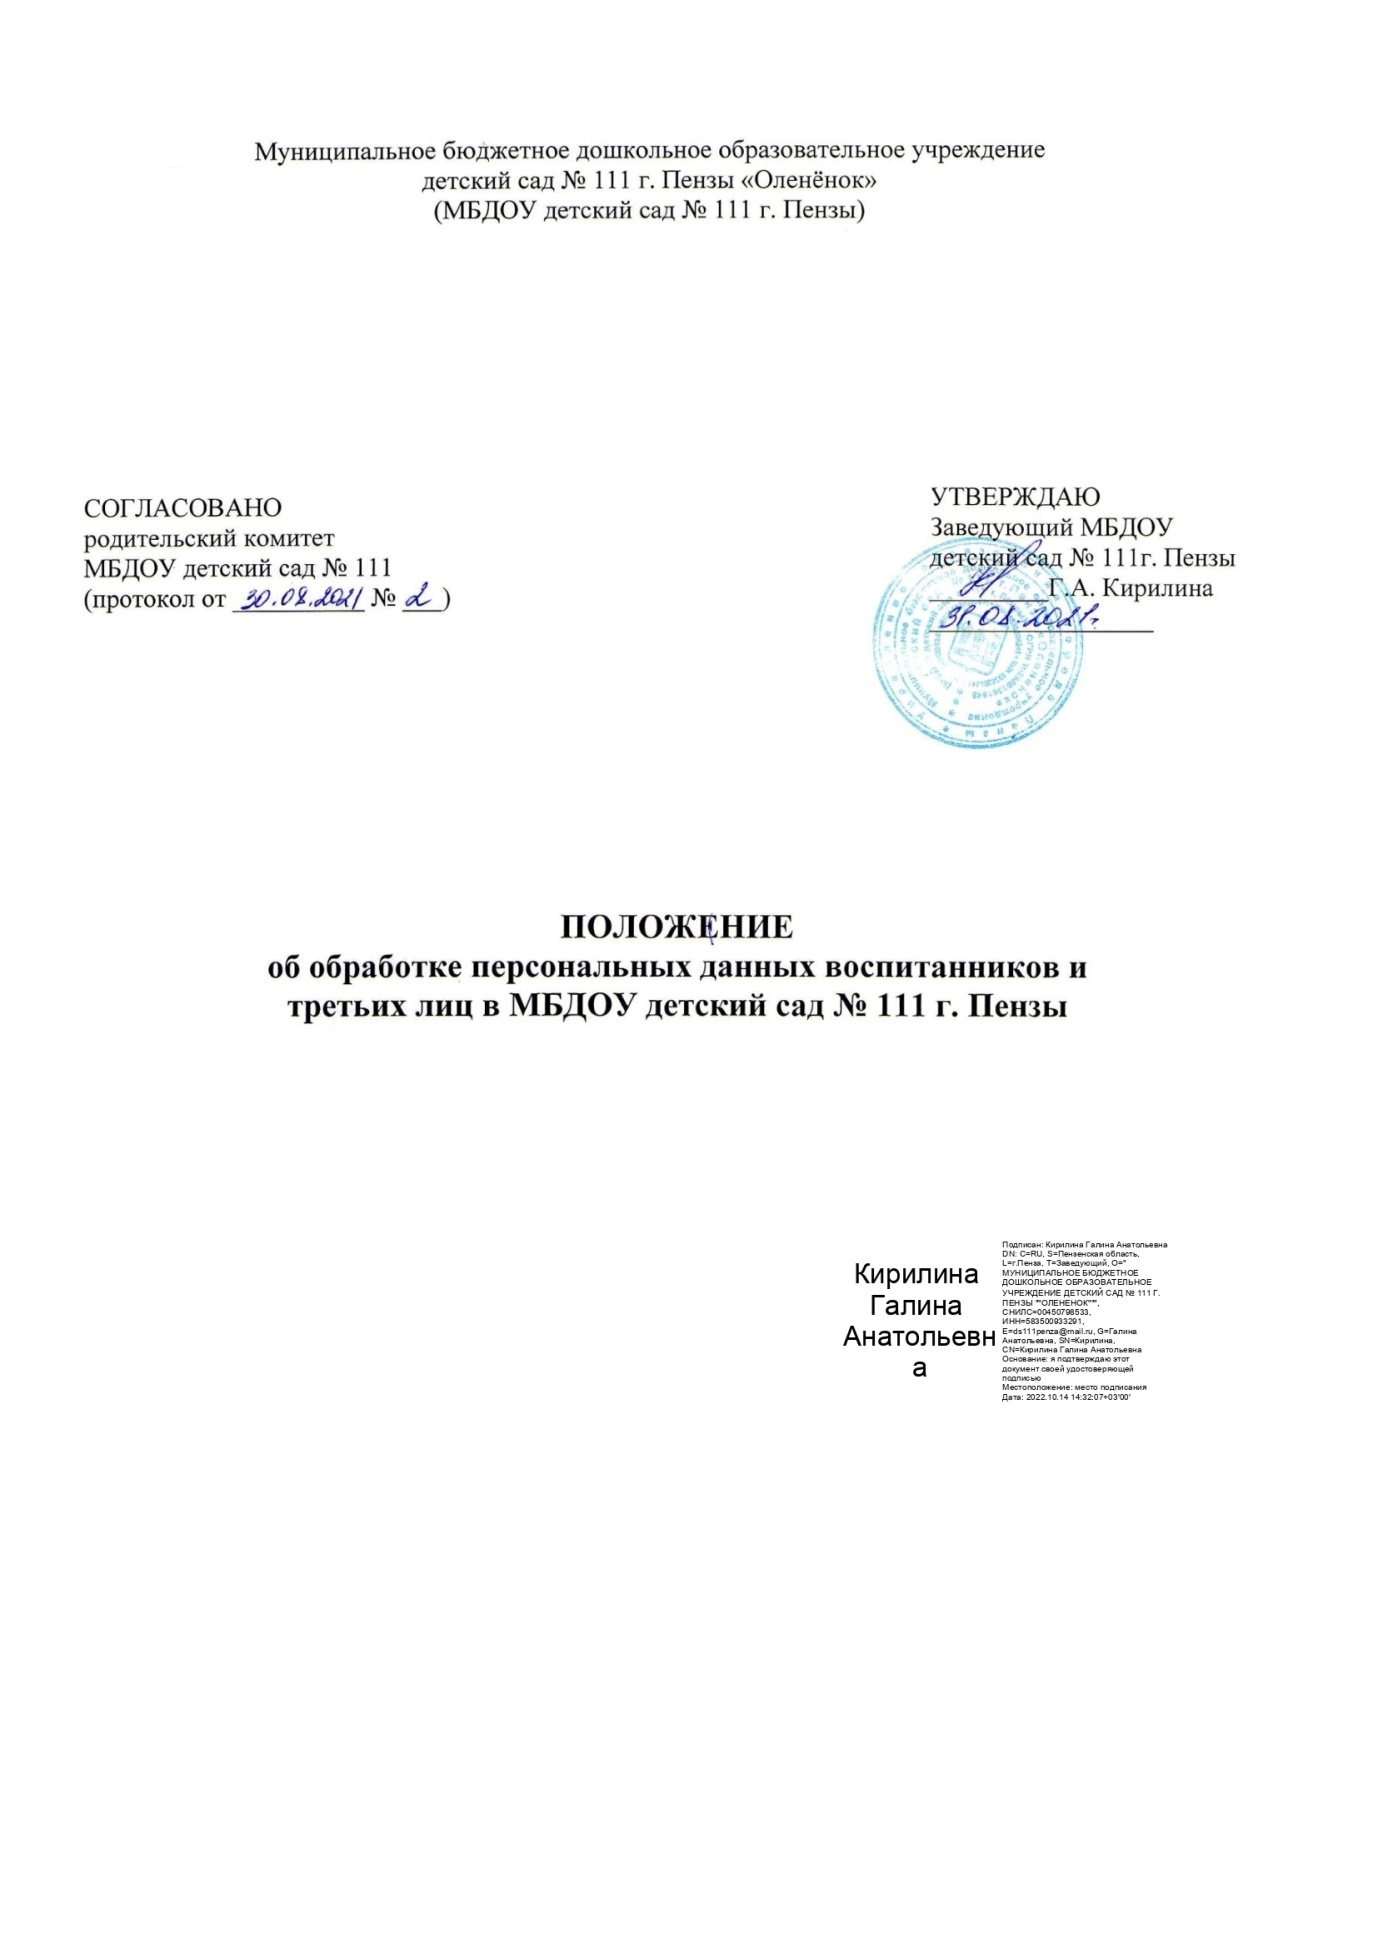 Муниципальное бюджетное дошкольное образовательное учреждение
детский сад № 111 г. Пензы «Оленёнок»
(МБДОУ детский сад № 111 г. Пензы)
СОГЛАСОВАНО
родительский комитет
МБДОУ детский сад № 111
(протокол от 30.08.2021 № 2)
УТВЕРЖДАЮ
Заведующий МБДОУ
детский сад № 111г. Пензы
Г.А. Кирилина
31.08.2021г.
ПОЛОЖЕНИЕ
об обработке персональных данных воспитанников и
третьих лиц в МБДОУ детский сад № 111 г. Пензы
Кирилина
Галина
Анатольевн
а
Подписан: Кирилина Галина Анатольевна
DN: C=RU, S=Пензенская область,
L=г.Пенза, T=Заведующий, O="
МУНИЦИПАЛЬНОЕ БЮДЖЕТНОЕ
ДОШКОЛЬНОЕ ОБРАЗОВАТЕЛЬНОЕ
УЧРЕЖДЕНИЕ ДЕТСКИЙ САД № 111 Г.
ПЕНЗЫ ""ОЛЕНЕНОК""",
СНИЛС=00450798533,
ИНН=583500933291,
E=ds111penza@mail.ru, G=Галина
Анатольевна, SN=Кирилина,
CN=Кирилина Галина Анатольевна
Основание: я подтверждаю этот
документ своей удостоверяющей
подписью
Местоположение: место подписания
Дата: 2022.10.14 14:32:07+03'00'